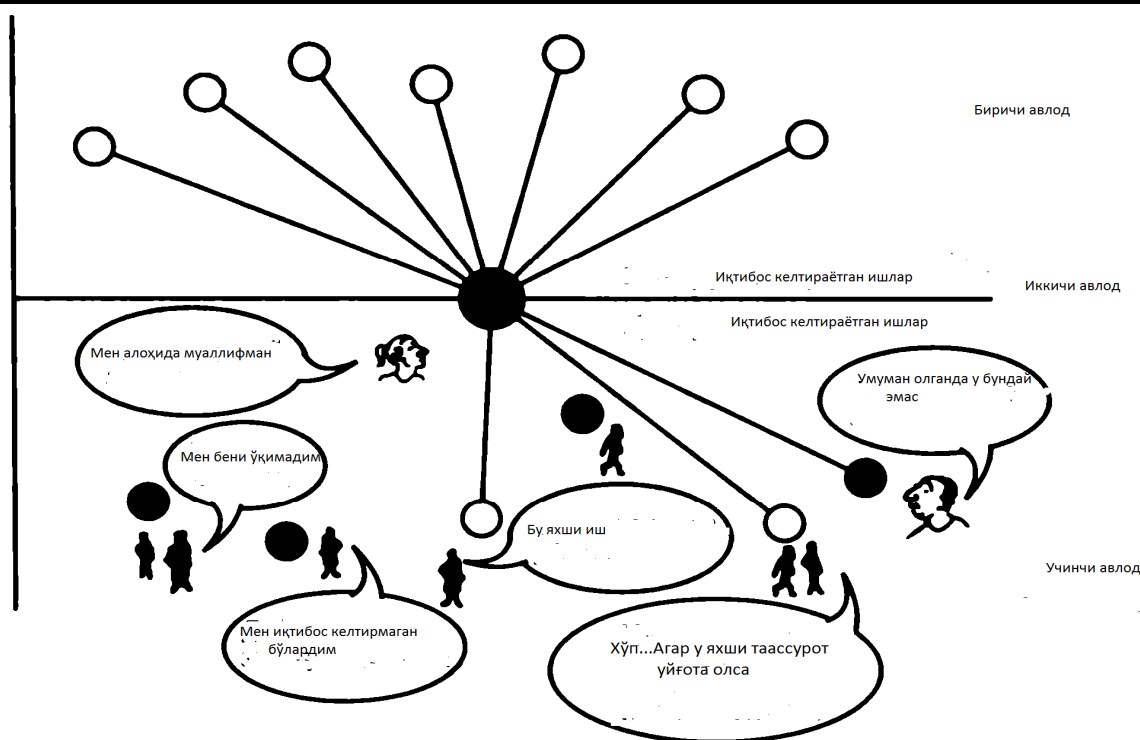 Биричи авлод
Иқтибос келтираётган ишлар
Иккичи авлод
Иқтибос келтираётган ишлар
Мен алоҳида муаллифман
Умуман олганда у бундай
эмас
Мен бени ўқимадим
Бу яхши иш
Учинчи авлод
Мен иқтибос келтирмаган
бўлардим
Хўп...Агар у яхши таассурот
уйғота олса